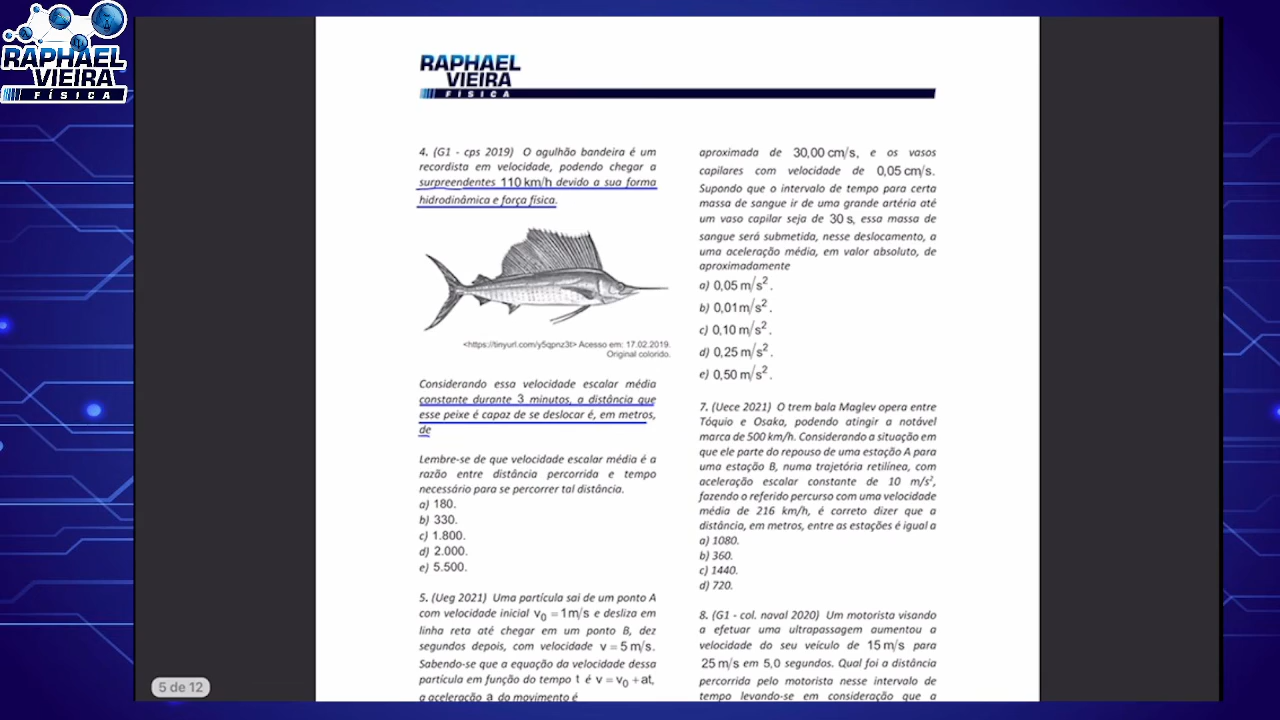 RAPHAEL
VIEIRA
FÍSICA
RAPHAEL
VIEIRA
FÍSICA
4. (G1 - cps 2019) O agulhão bandeira é um
recordista em velocidade, podendo chegar a
surpreendentes 110 km/h devido a sua forma
hidrodinâmica e força física.
<https://tinyurl.com/y5qpnz3t> Acesso em: 17.02.2019.
Original colorido.
Considerando essa velocidade escalar média
constante durante 3 minutos, a distância que
esse peixe é capaz de se deslocar é, em metros,
de
Lembre-se de que velocidade escalar média é a
razão entre distância percorrida e tempo
necessário para se percorrer tal distância.
a) 180.
b) 330.
c) 1.800.
d) 2.000.
e) 5.500.
5. (Ueg 2021) Uma partícula sai de um ponto A
com velocidade inicial v₀ = 1 m/s e desliza em
linha reta até chegar em um ponto B, dez
segundos depois, com velocidade v = 5 m/s.
Sabendo-se que a equação da velocidade dessa
partícula em função do tempo t é v = v₀ + at,
a aceleração a do movimento é
aproximada de 30,00 cm/s, e os vasos
capilares com velocidade de 0,05 cm/s.
Supondo que o intervalo de tempo para certa
massa de sangue ir de uma grande artéria até
um vaso capilar seja de 30 s, essa massa de
sangue será submetida, nesse deslocamento, a
uma aceleração média, em valor absoluto, de
aproximadamente
a) 0,05 m/s².
b) 0,01 m/s².
c) 0,10 m/s².
d) 0,25 m/s².
e) 0,50 m/s².
7. (Uece 2021) O trem bala Maglev opera entre
Tóquio e Osaka, podendo atingir a notável
marca de 500 km/h. Considerando a situação em
que ele parte do repouso de uma estação A para
uma estação B, numa trajetória retilínea, com
aceleração escalar constante de 10 m/s²,
fazendo o referido percurso com uma velocidade
média de 216 km/h, é correto dizer que a
distância, em metros, entre as estações é igual a
a) 1080.
b) 360.
c) 1440.
d) 720.
8. (G1 - col. naval 2020) Um motorista visando
a efetuar uma ultrapassagem aumentou a
velocidade do seu veículo de 15 m/s para
25 m/s em 5,0 segundos. Qual foi a distância
percorrida pelo motorista nesse intervalo de
tempo levando-se em consideração que a
5 de 12